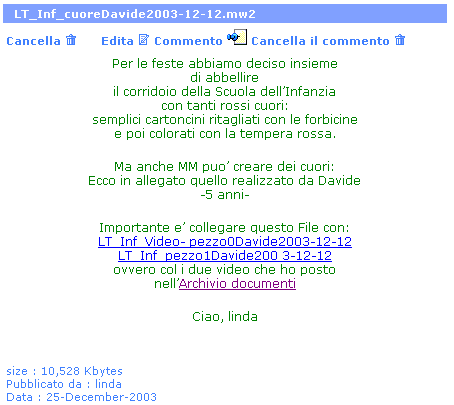 LT_Inf_cuoreDavide2003-12-12.mw2
Cancella Edita Commento Cancella il commento
Per le feste abbiamo deciso insieme
di abbellire
il corridoio della Scuola dell'Infanzia
con tanti rossi cuori:
semplici cartoncini ritagliati con le forbicine
e poi colorati con la tempera rossa.
Ma anche MM puo' creare dei cuori:
Ecco in allegato quello realizzato da Davide
-5 anni-
Importante e' collegare questo File con:
LT_Inf_Video- pezzo0Davide2003-12-12
LT_Inf_pezzo1Davide200 3-12-12
ovvero col i due video che ho posto
nell'Archivio documenti
Ciao, linda
size : 10,528 Kbytes
Pubblicato da : linda
Data : 25-December-2003